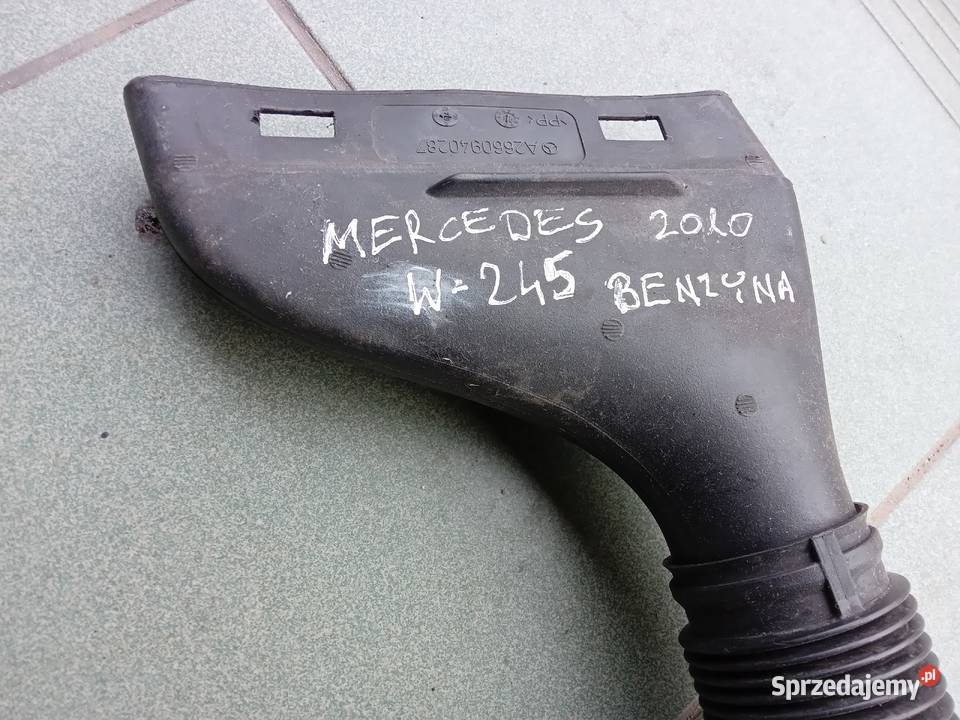 >PP<
A2660940287
MERCEDES 2010
W-245 BENZYNA
Sprzedajemy.pl